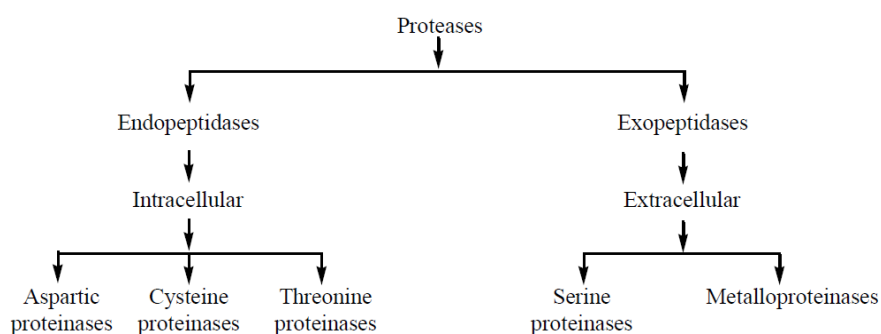 Proteases
Endopeptidases
Exopeptidases
Intracellular
Extracellular
Aspartic
proteinases
Cysteine
proteinases
Threonine
proteinases
Serine
proteinases
Metalloproteinases